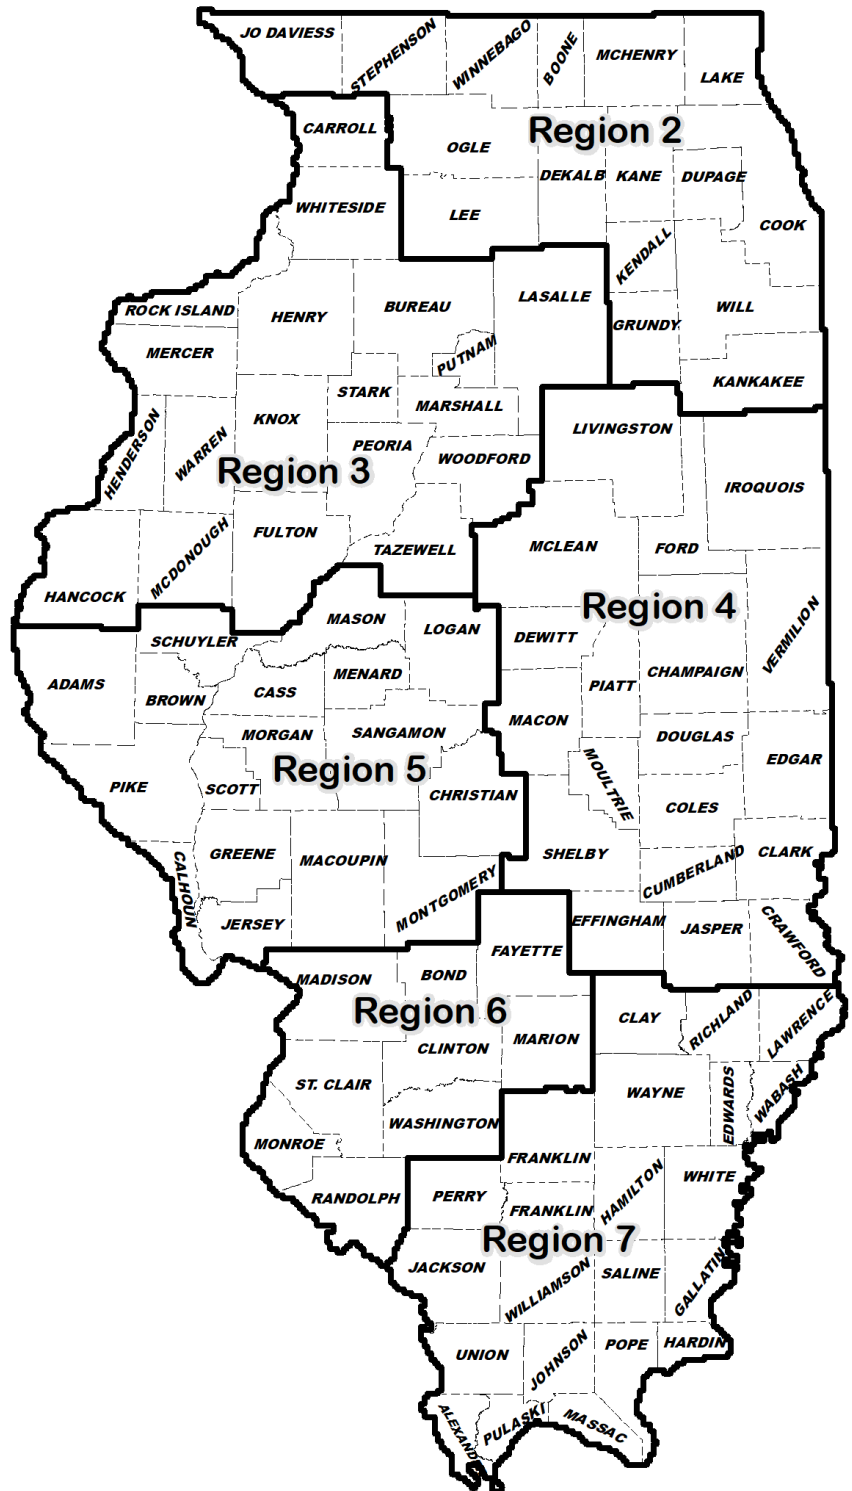 JO DAVIESS
STEPHENSON
WINNEBAGO
BOONE
MCHENRY
LAKE
CARROLL
OGLE
Region 2
DEKALB
KANE
DUPAGE
WHITESIDE
LEE
COOK
KENDALL
ROCK ISLAND
HENRY
BUREAU
LASALLE
GRUNDY
WILL
MERCER
PUTNAM
KANKAKEE
STARK
MARSHALL
HENDERSON
WARREN
KNOX
PEORIA
WOODFORD
LIVINGSTON
Region 3
IROQUOIS
HANCOCK
MCDONOUGH
FULTON
TAZEWELL
MCLEAN
FORD
Region 4
VERMILION
SCHUYLER
MASON
LOGAN
DEWITT
ADAMS
BROWN
CASS
MENARD
PIATT
CHAMPAIGN
MORGAN
SANGAMON
MACON
DOUGLAS
Region 5
PIKE
SCOTT
CHRISTIAN
MOULTRIE
EDGAR
COLES
GREENE
MACOUPIN
SHELBY
CUMBERLAND
CLARK
CALHOUN
JERSEY
MONTGOMERY
EFFINGHAM
JASPER
CRAWFORD
MADISON
BOND
FAYETTE
Region 6
CLAY
RICHLAND
LAWRENCE
CLINTON
MARION
ST. CLAIR
WAYNE
EDWARDS
WABASH
MONROE
WASHINGTON
FRANKLIN
RANDOLPH
PERRY
FRANKLIN
HAMILTON
WHITE
Region 7
JACKSON
WILLIAMSON
SALINE
GALLATIN
UNION
JOHNSON
POPE
HARDIN
ALEXANDER
PULASKI
MASSAC